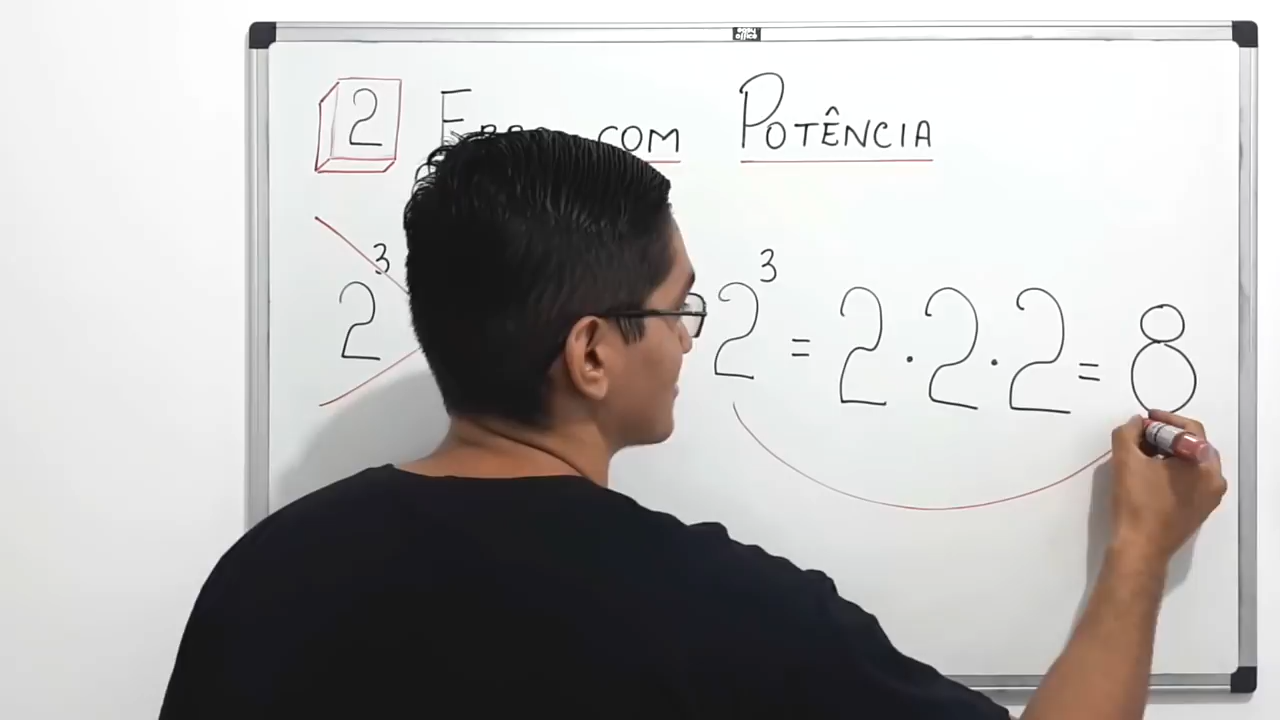 2 COM POTÊNCIA
2³ 2³ = 2 · 2 · 2 = 8